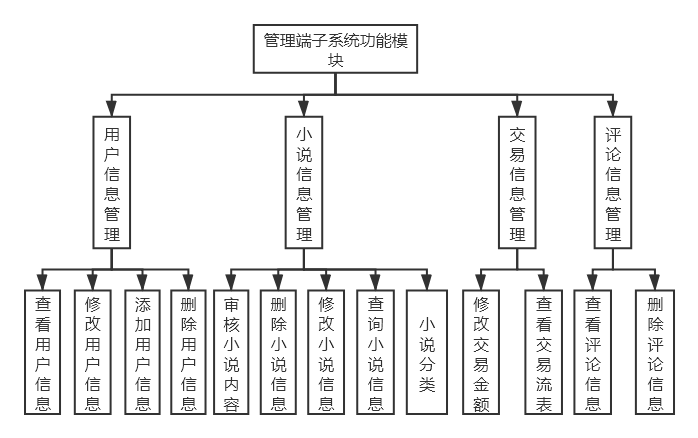 管理端子系统功能模
块
用户信息管理
小说信息管理
交易信息管理
评论信息管理
查看用户信息
修改用户信息
添加用户信息
删除用户信息
审核小说内容
删除小说信息
修改小说信息
查询小说信息
小说分类
修改交易金额
查看交易流表
查看评论信息
删除评论信息